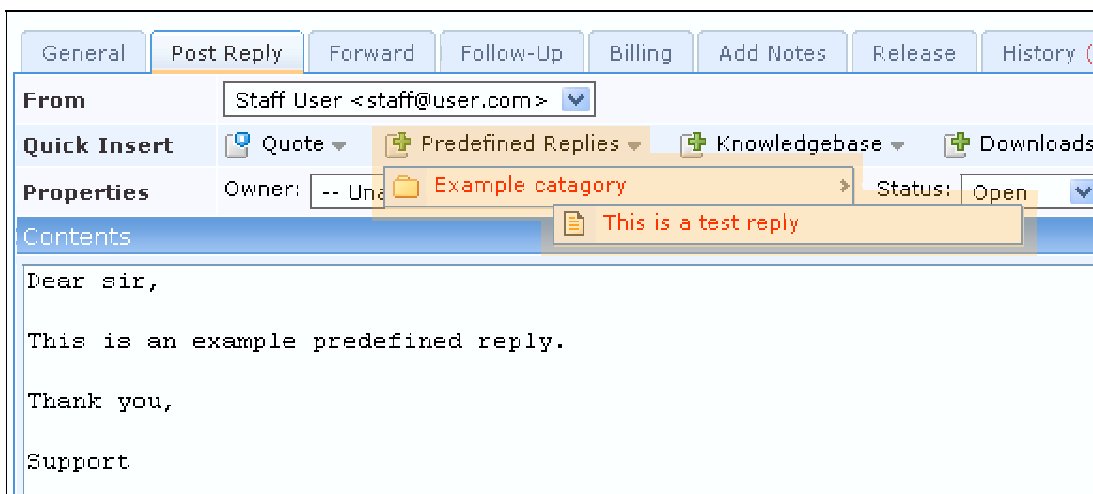 General Post Reply Forward Follow-Up Billing Add Notes Release History (
From Staff User <staff@user.com>
Quick Insert Quote Predefined Replies Knowledgebase Downloads
Properties Owner: -- Una Example catagory Status: Open
This is a test reply
Contents
Dear sir,
This is an example predefined reply.
Thank you,
Support